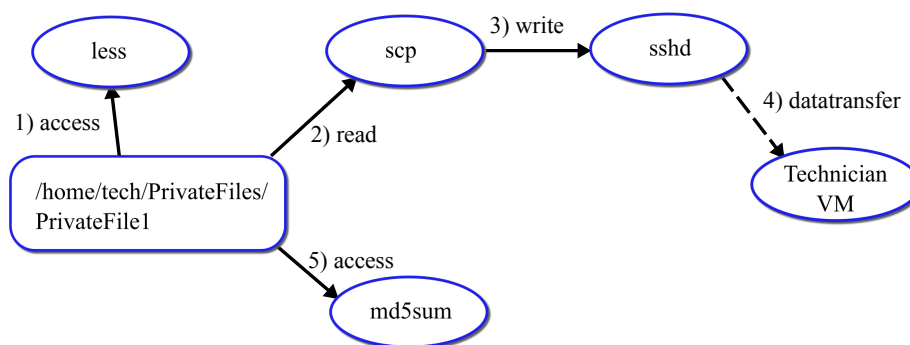 less
scp
3) write
sshd
1) access
2) read
4) datatransfer
/home/tech/PrivateFiles/
PrivateFile1
Technician
VM
5) access
md5sum